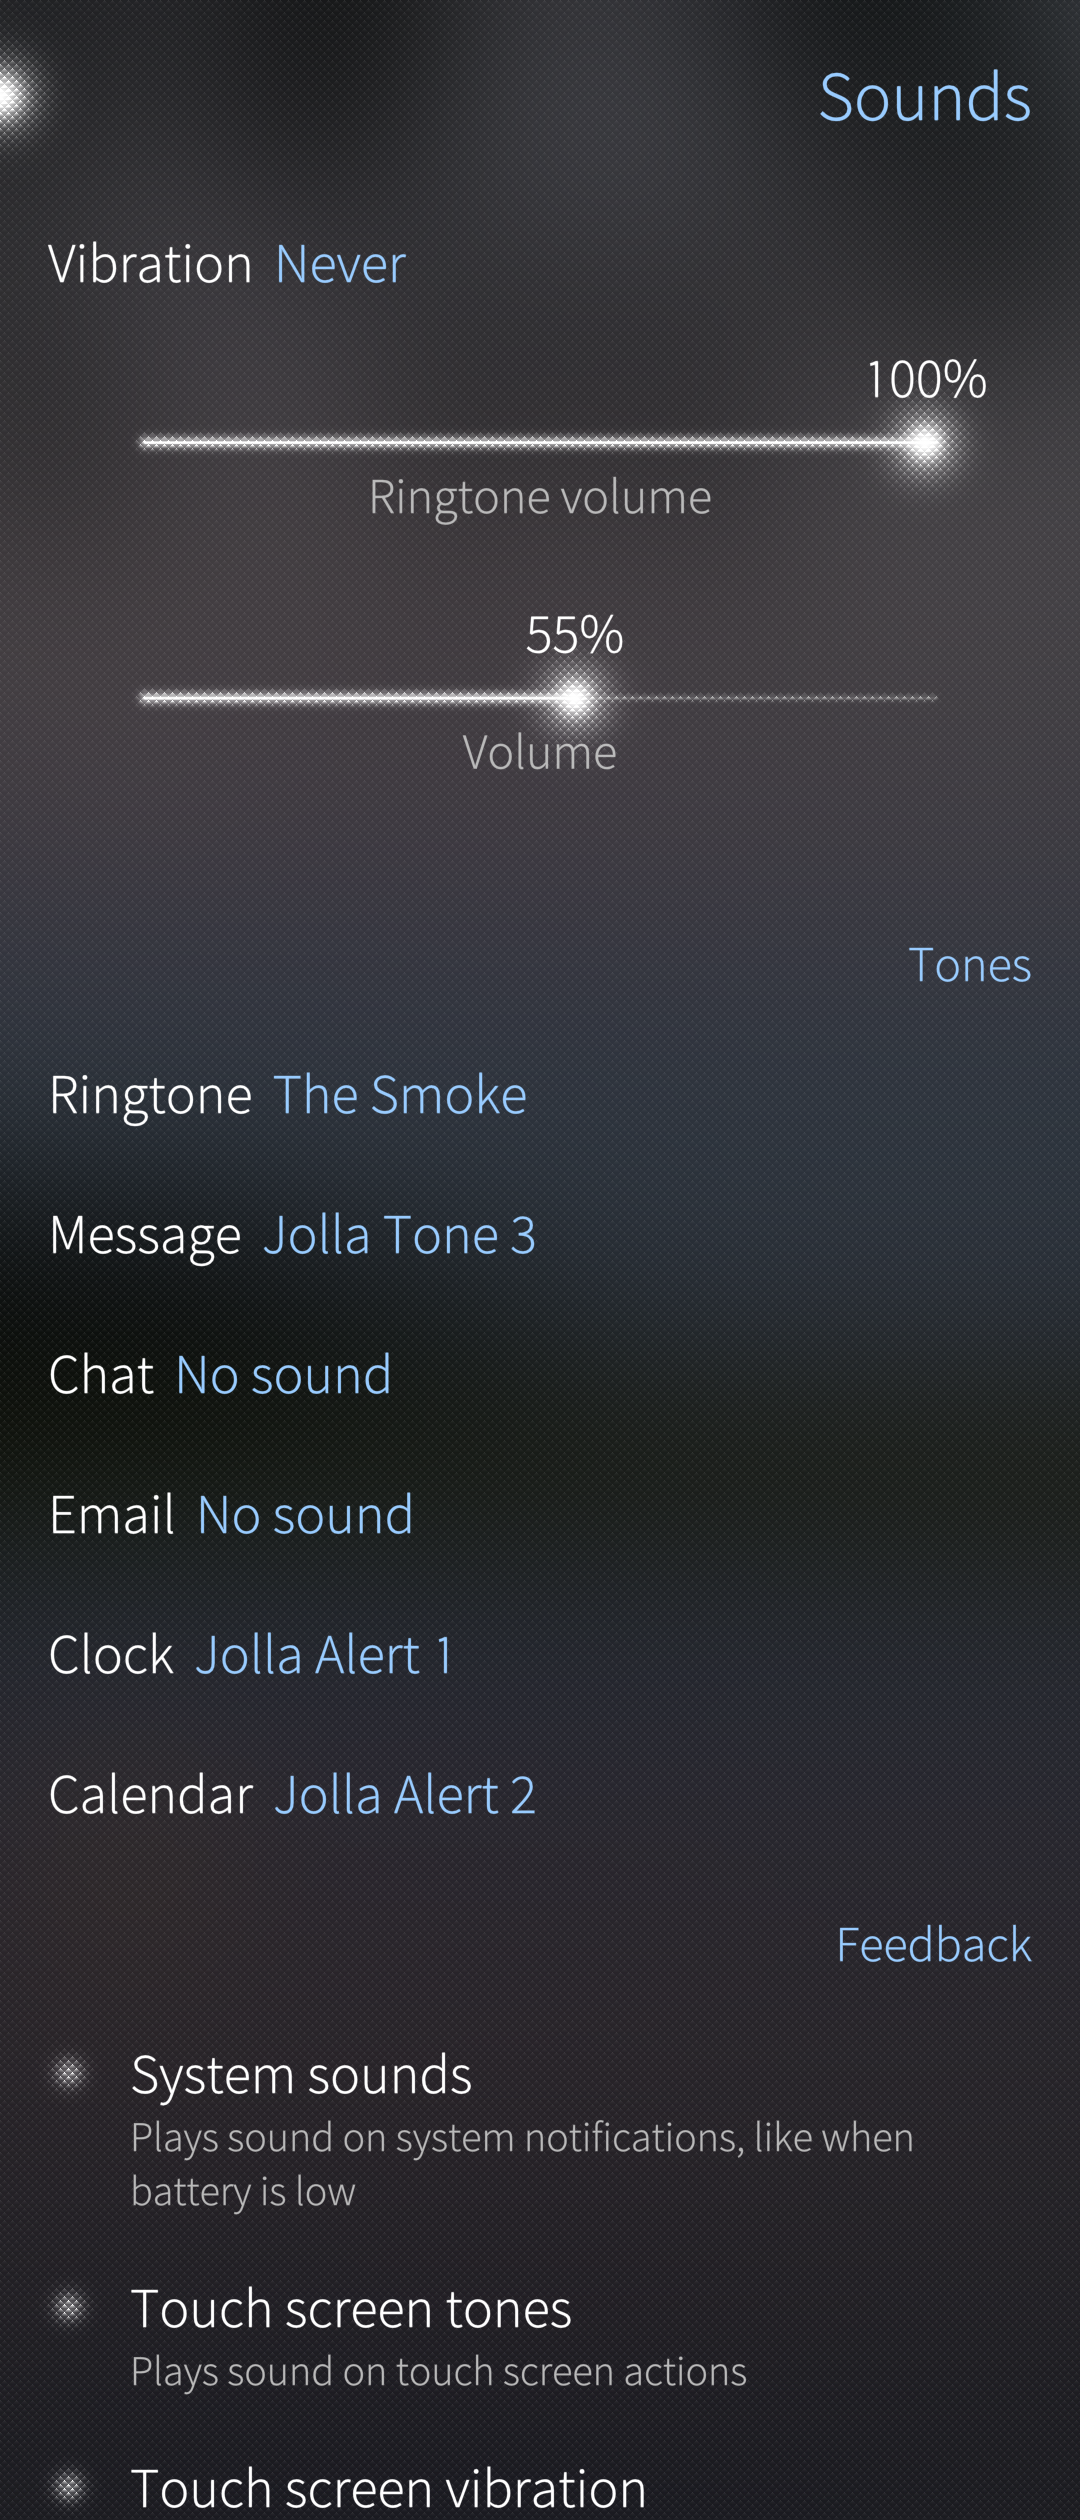 Sounds
Vibration Never
100%
Ringtone volume
55%
Volume
Tones
Ringtone The Smoke
Message Jolla Tone 3
Chat No sound
Email No sound
Clock Jolla Alert 1
Calendar Jolla Alert 2
Feedback
System sounds
Plays sound on system notifications, like when
battery is low
Touch screen tones
Plays sound on touch screen actions
Touch screen vibration